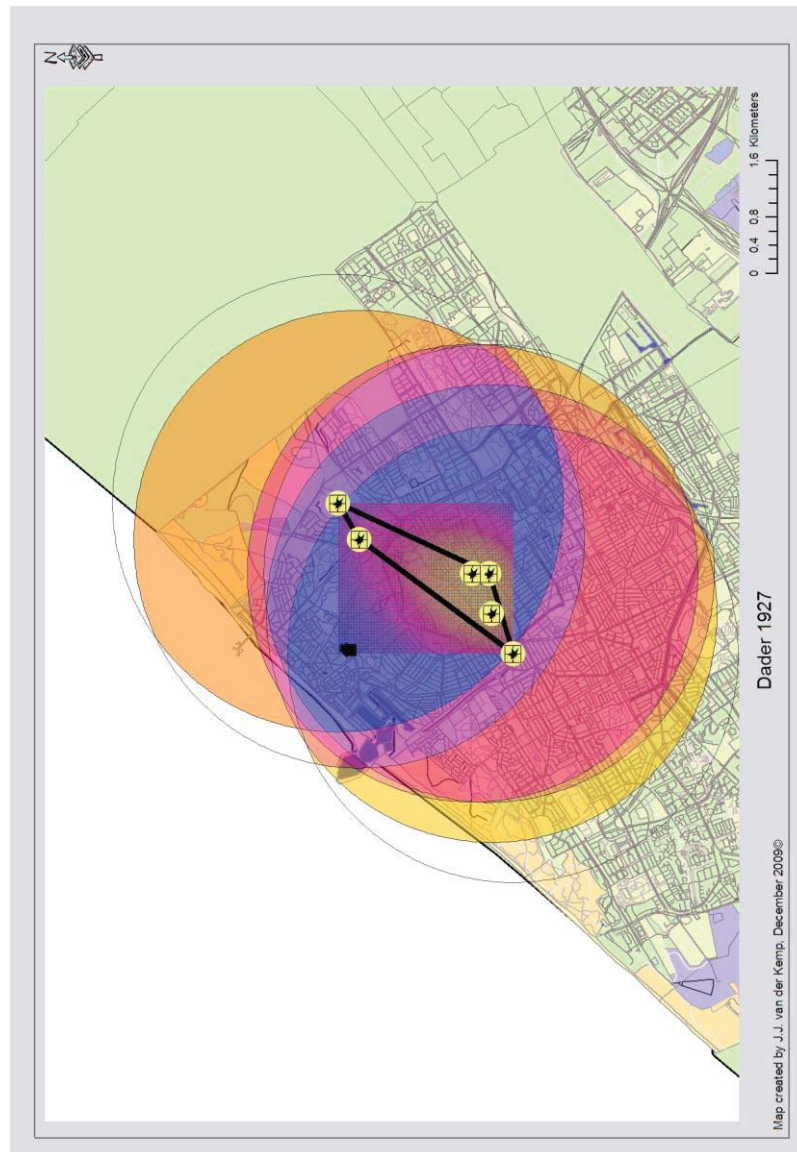 N
0 0,4 0.8 1,6 Kilometers
Dader 1927
Map created by J.J. van der Kemp, December 2009©